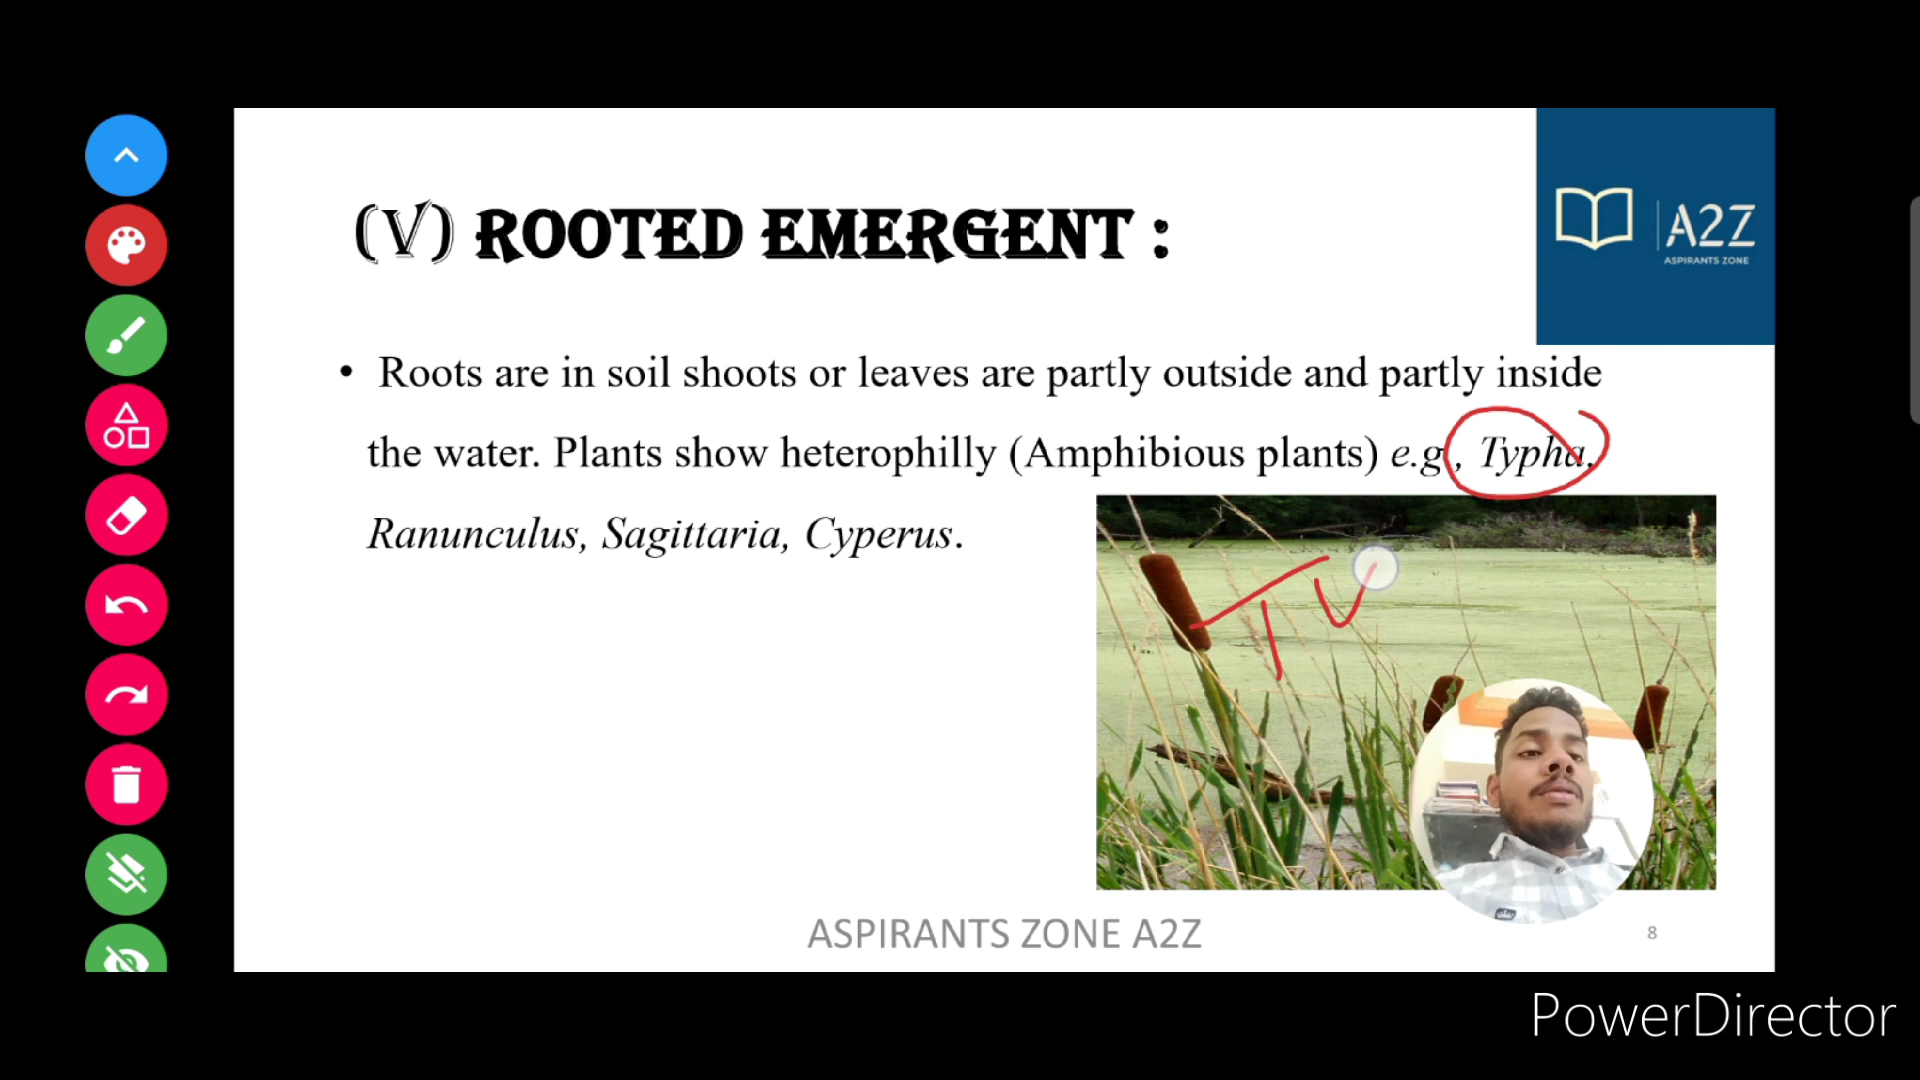 (V) ROOTED EMERGENT :
A2Z
ASPIRANTS ZONE
• Roots are in soil shoots or leaves are partly outside and partly inside
the water. Plants show heterophilly (Amphibious plants) e.g., Typha,
Ranunculus, Sagittaria, Cyperus.
ASPIRANTS ZONE A2Z
8
PowerDirector